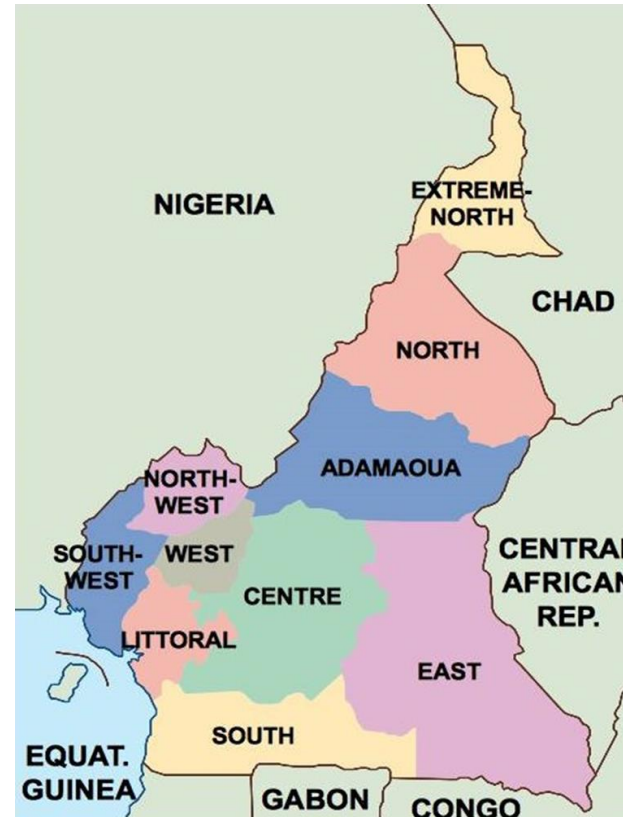 EXTREME-
NORTH
NIGERIA
CHAD
NORTH
ADAMAOUA
NORTH-
WEST
SOUTH-
WEST
WEST
CENTRE
CENTRAL
AFRICAN
REP.
LITTORAL
EAST
SOUTH
EQUAT.
GUINEA
GABON
CONGO